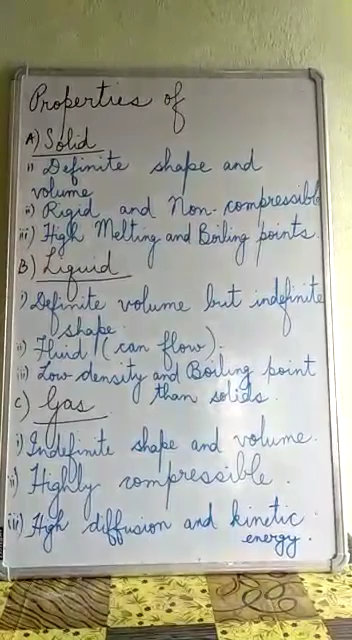 Properties of
A) Solid
i) Definite shape and
volume
ii) Rigid and Non-compressible
iii) High Melting and Boiling points.
B) Liquid
i) Definite volume but indefinite
shape.
ii) Fluid (can flow).
iii) Low density and Boiling point
than solids.
C) Gas
i) Indefinite shape and volume.
ii) Highly compressible.
iii) High diffusion and kinetic
energy.